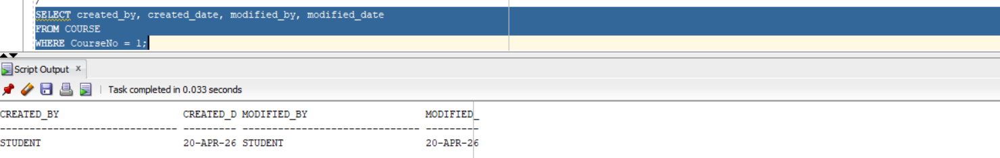 /
SELECT created_by, created_date, modified_by, modified_date
FROM COURSE
WHERE CourseNo = 1;
Script Output x
Task completed in 0.033 seconds
CREATED_BY CREATED_D MODIFIED_BY MODIFIED_
------------------------------ --------- ------------------------------ ---------
STUDENT 20-APR-26 STUDENT 20-APR-26